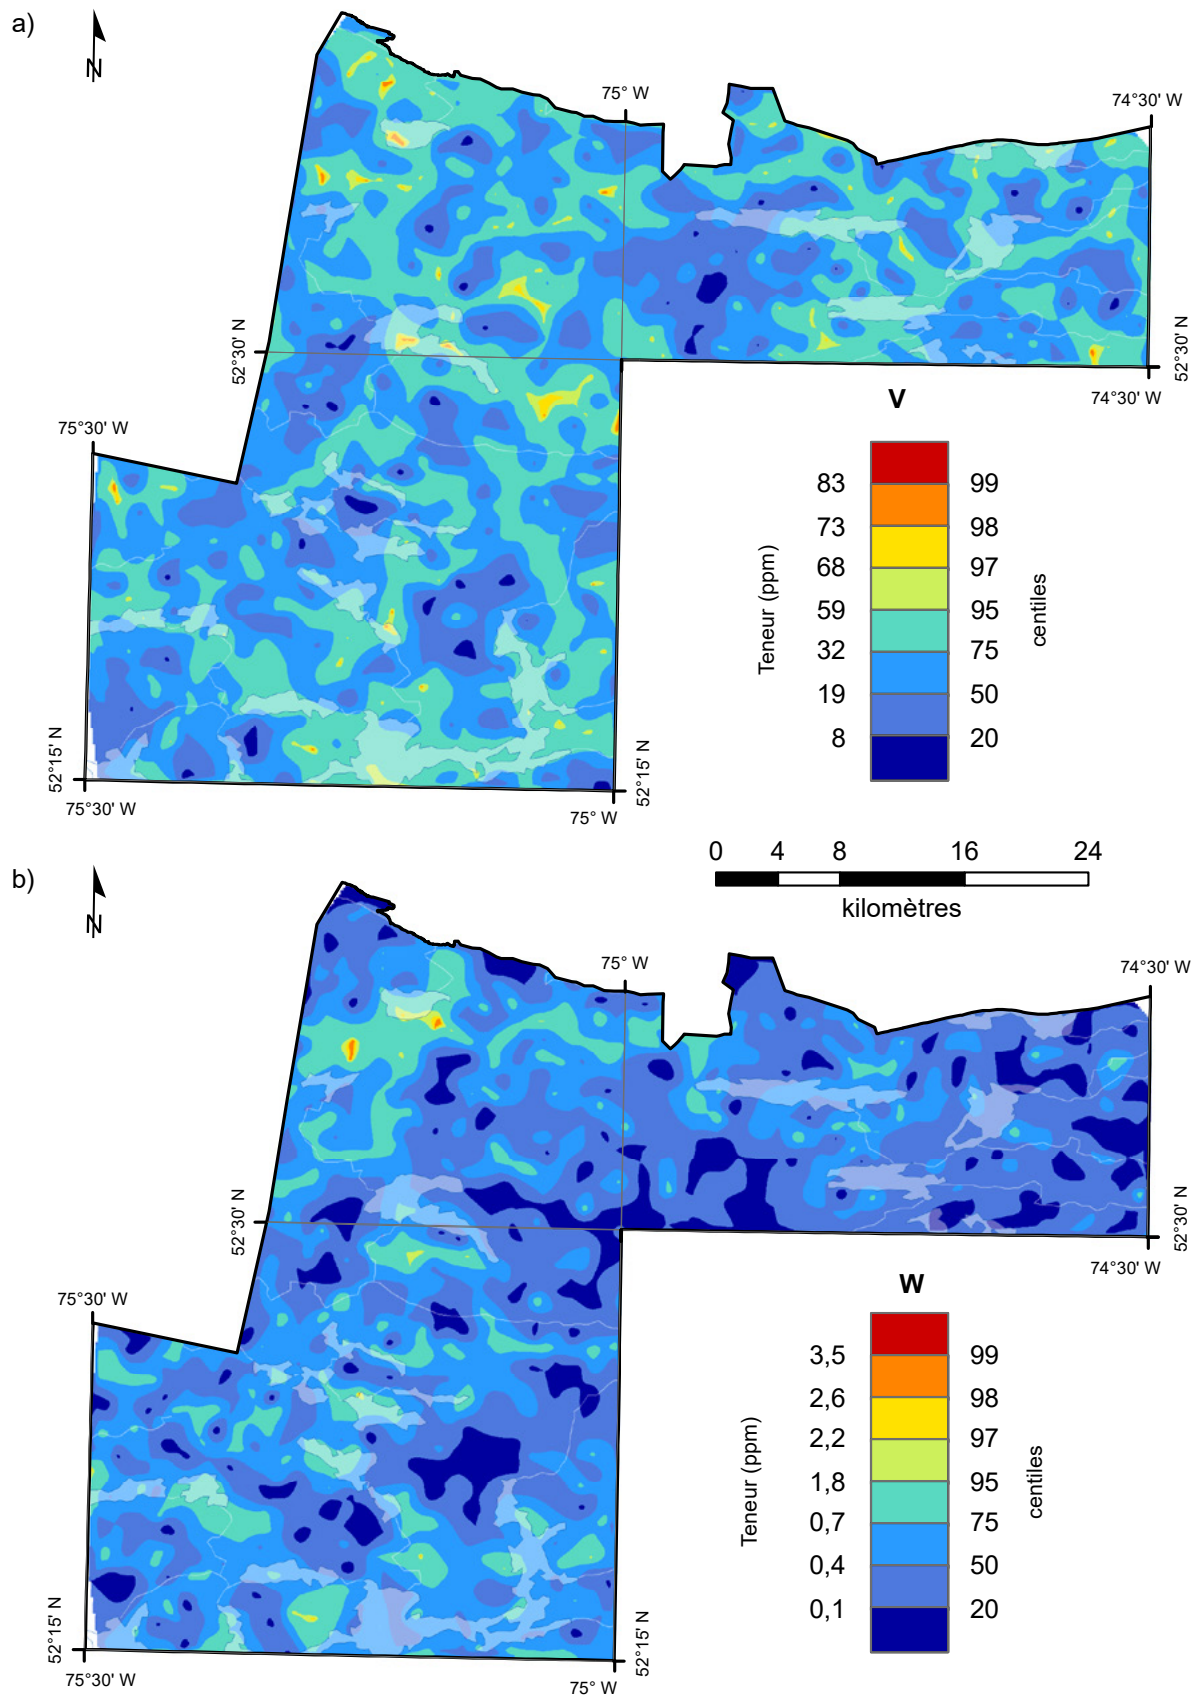 a)
N
75° W
74°30' W
52°30' N
52°30' N
74°30' W
75°30' W
V
Teneur (ppm)
83
73
68
59
32
19
8
99
98
97
95
75
50
20
centiles
52°15' N
52°15' N
75°30' W
75° W
0 4 8 16 24
kilomètres
b)
N
75° W
74°30' W
52°30' N
52°30' N
74°30' W
75°30' W
W
Teneur (ppm)
3,5
2,6
2,2
1,8
0,7
0,4
0,1
99
98
97
95
75
50
20
centiles
52°15' N
52°15' N
75°30' W
75° W